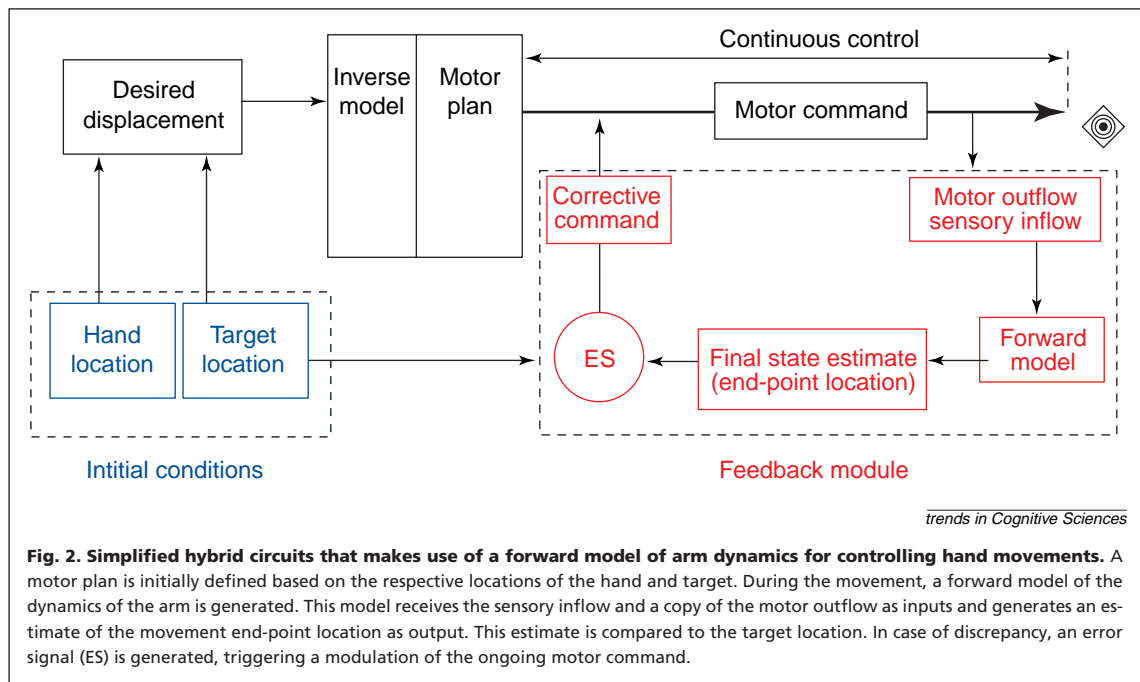 Continuous control
Desired
displacement
Inverse
model
Motor
plan
Motor command
Corrective
command
Motor outflow
sensory inflow
Hand
location
Target
location
ES
Final state estimate
(end-point location)
Forward
model
Intitial conditions
Feedback module
trends in Cognitive Sciences
Fig. 2. Simplified hybrid circuits that makes use of a forward model of arm dynamics for controlling hand movements. A
motor plan is initially defined based on the respective locations of the hand and target. During the movement, a forward model of the
dynamics of the arm is generated. This model receives the sensory inflow and a copy of the motor outflow as inputs and generates an es-
timate of the movement end-point location as output. This estimate is compared to the target location. In case of discrepancy, an error
signal (ES) is generated, triggering a modulation of the ongoing motor command.